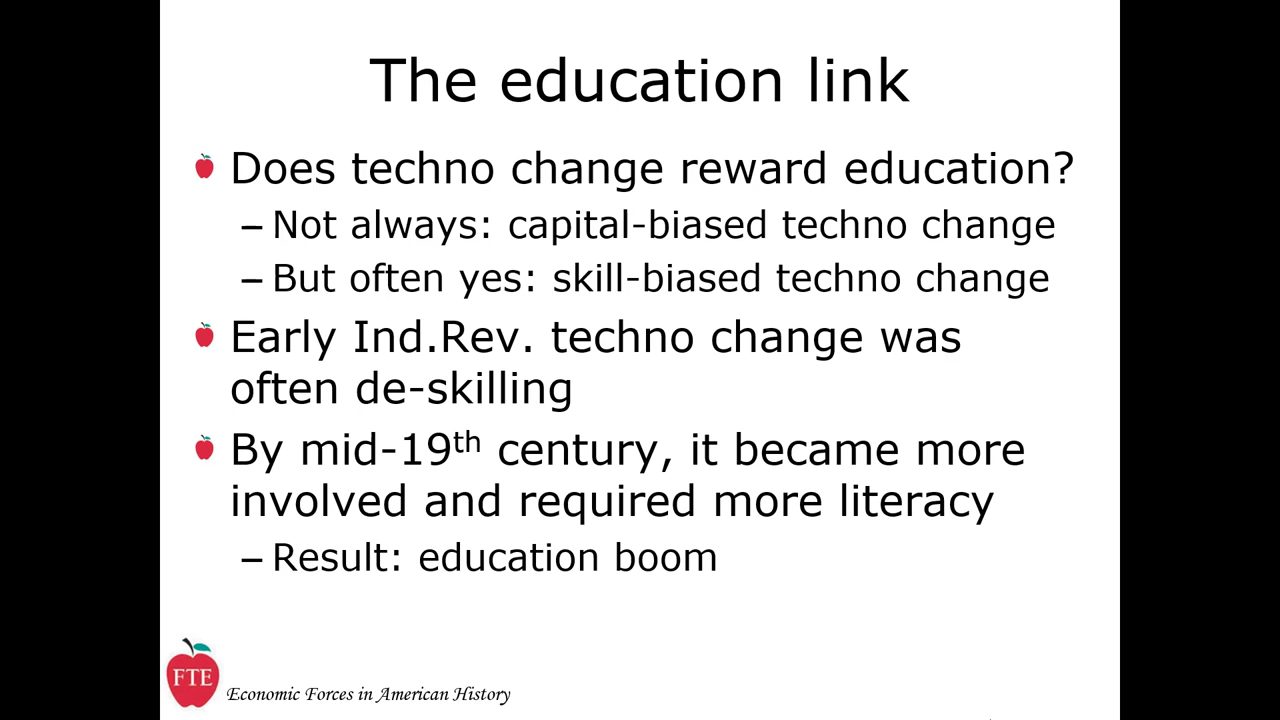 The education link
Does techno change reward education?
– Not always: capital-biased techno change
– But often yes: skill-biased techno change
Early Ind.Rev. techno change was
often de-skilling
By mid-19th century, it became more
involved and required more literacy
– Result: education boom
FTE
Economic Forces in American History